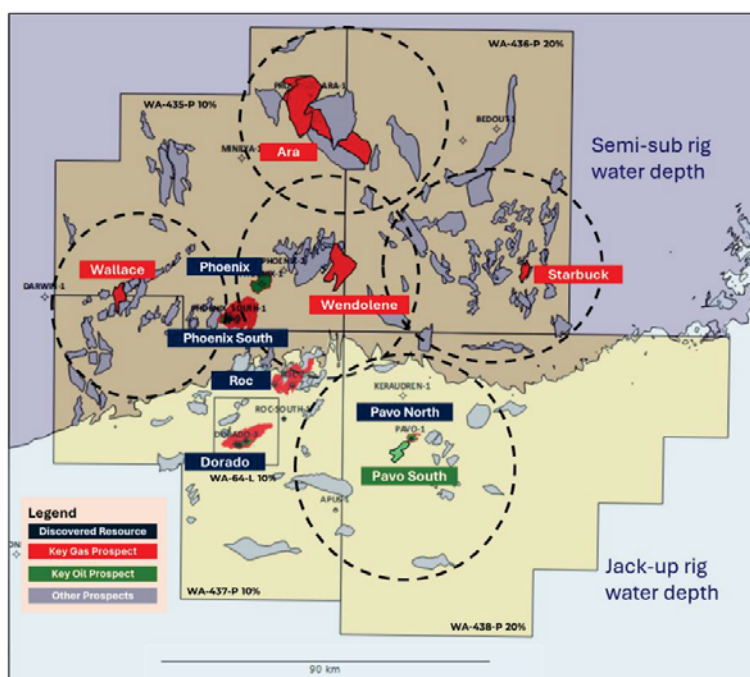 WA-436-P 20%
WA-435-P 10%
BEDOUT-1
Ara
Semi-sub rig
water depth
Wallace
DARWIN-1
Phoenix
Starbuck
Wendolene
Phoenix South
Roc
KERAUDREN-1
Pavo North
ROC-SOUTH-1
PAVO-1
Dorado
Pavo South
WA-64-L 10%
APUS-1
Legend
Discovered Resource
Key Gas Prospect
Key Oil Prospect
Other Prospects
Jack-up rig
water depth
WA-437-P 10%
WA-438-P 20%
90 km